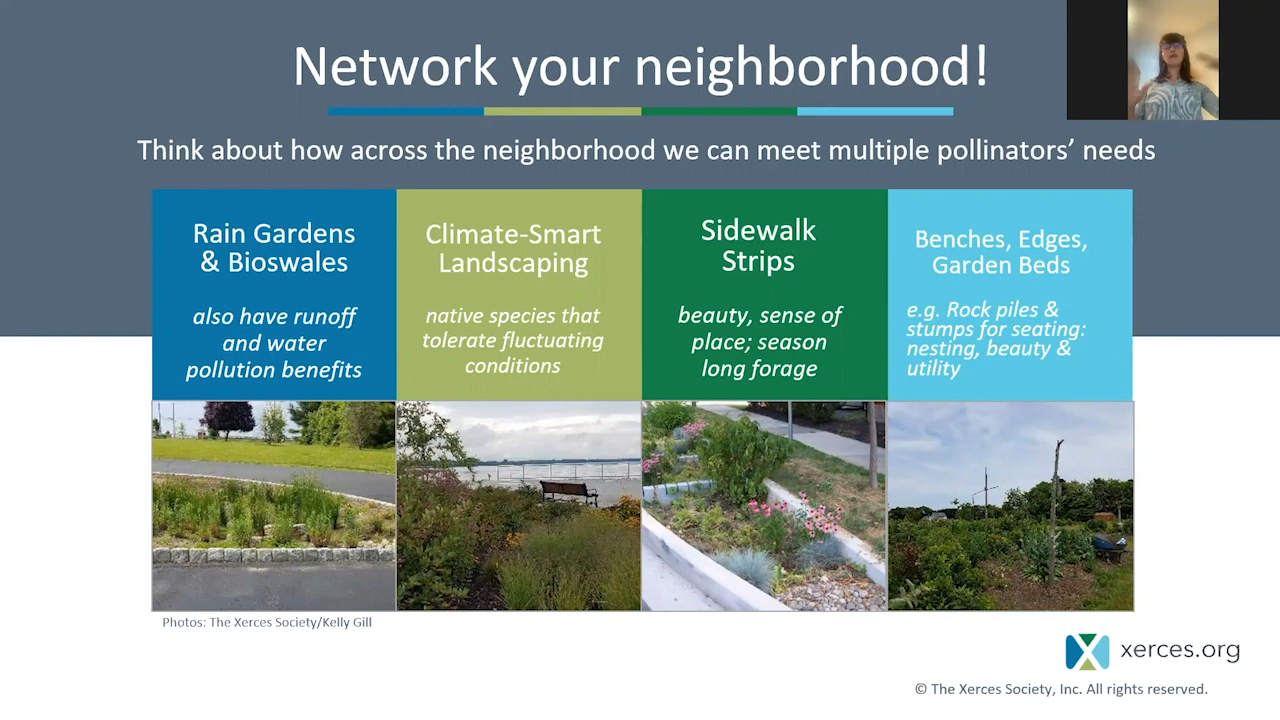 Network your neighborhood!
Think about how across the neighborhood we can meet multiple pollinators’ needs
Rain Gardens
& Bioswales
also have runoff
and water
pollution benefits
Climate-Smart
Landscaping
native species that
tolerate fluctuating
conditions
Sidewalk
Strips
beauty, sense of
place; season
long forage
Benches, Edges,
Garden Beds
e.g. Rock piles &
stumps for seating:
nesting, beauty &
utility
Photos: The Xerces Society/Kelly Gill
xerces.org
© The Xerces Society, Inc. All rights reserved.